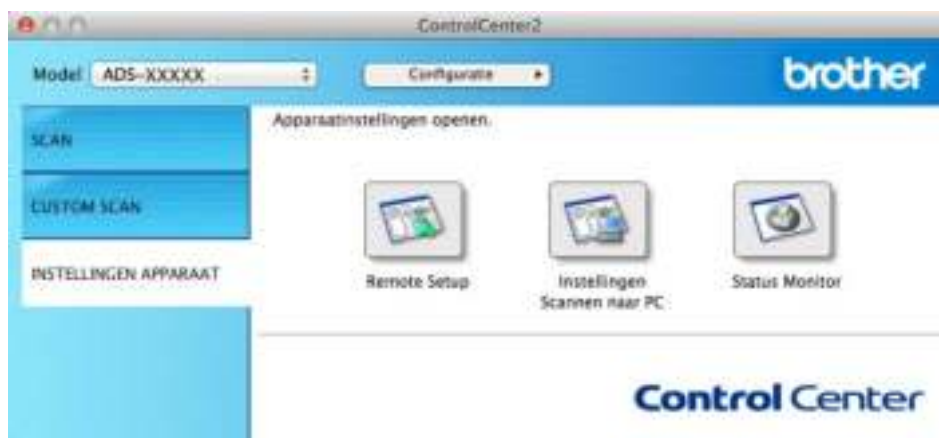 ControlCenter2
Model ADS-XXXXX Configuratie brother
SCAN
Apparaatinstellingen openen.
CUSTOM SCAN
INSTELLINGEN APPARAAT
Remote Setup
Instellingen
Scannen naar PC
Status Monitor
Control Center